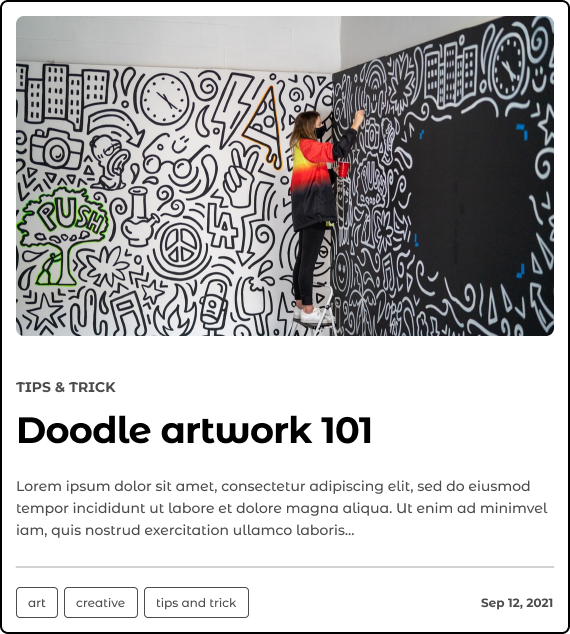 PUSH
PUSH
TIPS & TRICK
Doodle artwork 101
Lorem ipsum dolor sit amet, consectetur adipiscing elit, sed do eiusmod
tempor incididunt ut labore et dolore magna aliqua. Ut enim ad minimvel
iam, quis nostrud exercitation ullamco laboris...
art
creative
tips and trick
Sep 12, 2021